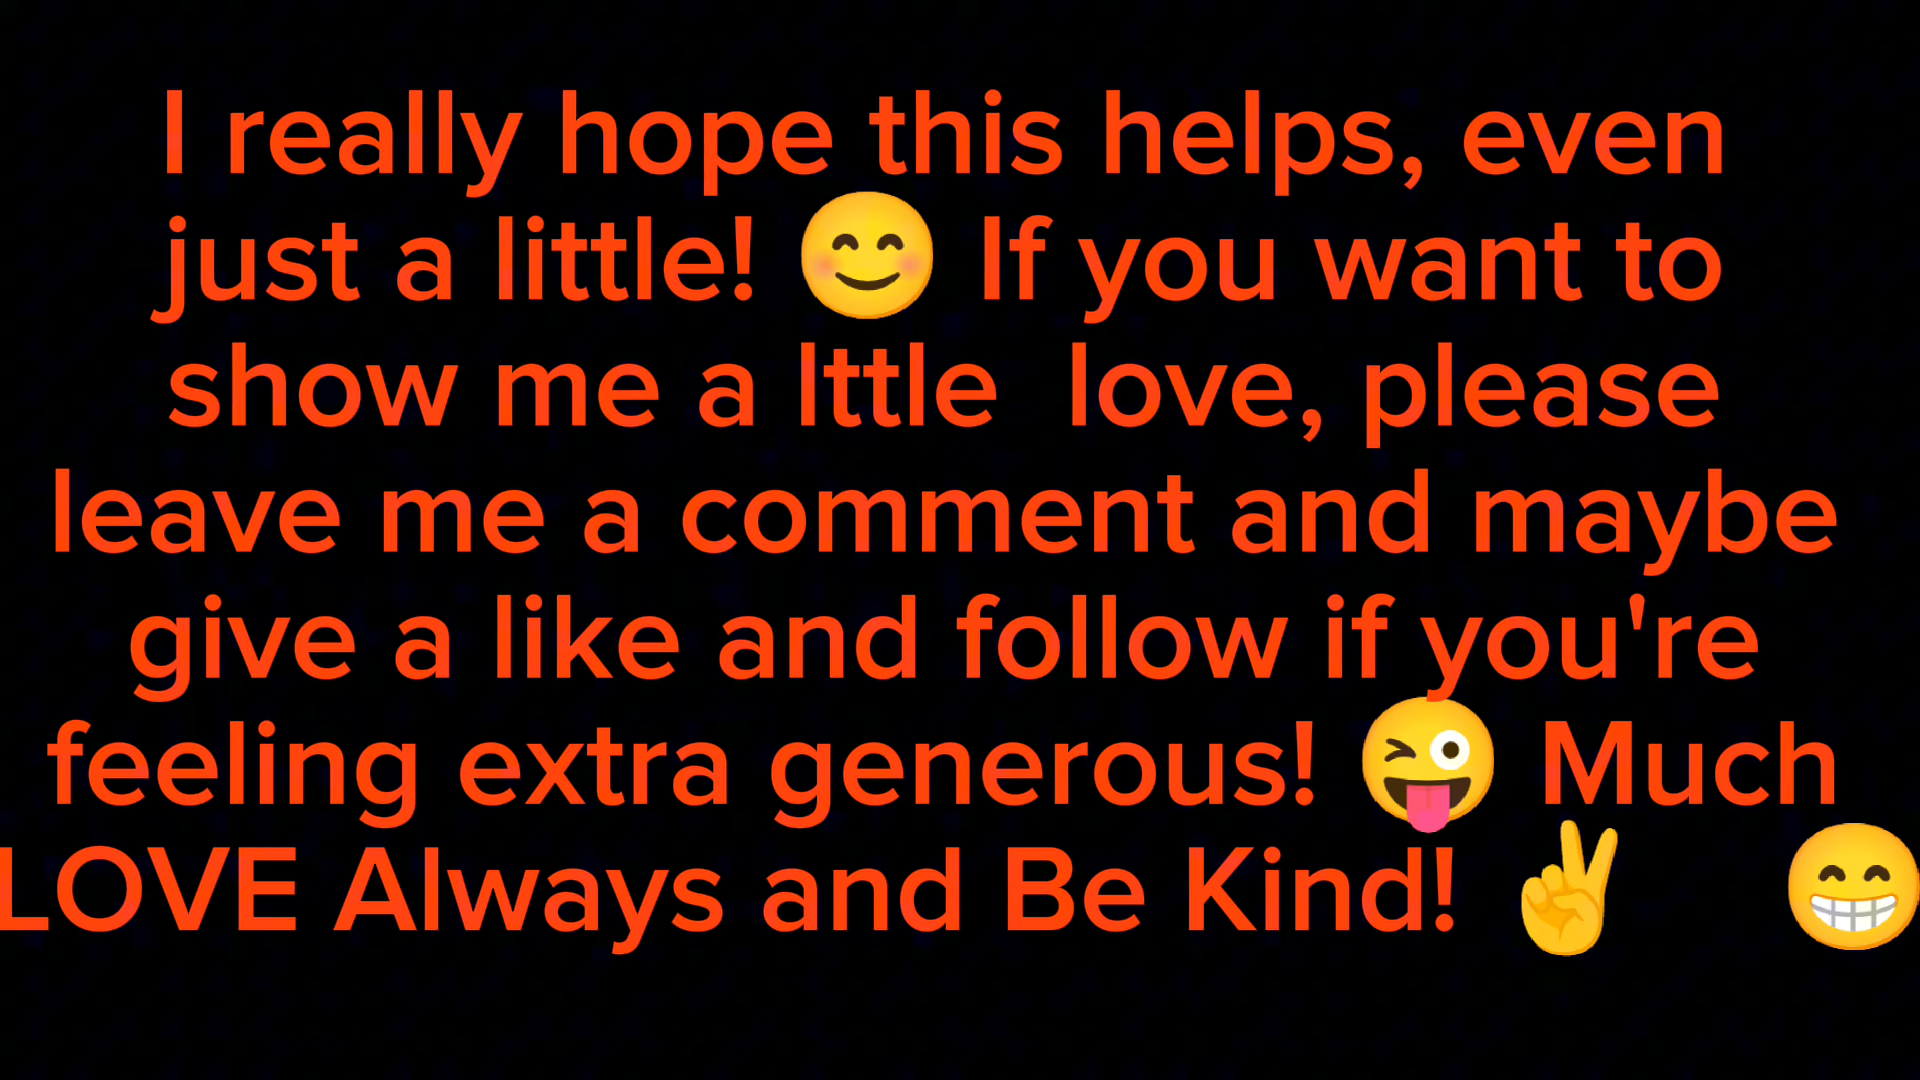 I really hope this helps, even
just a little! 😊 If you want to
show me a lttle  love, please
leave me a comment and maybe
give a like and follow if you're
feeling extra generous! 😜 Much
LOVE Always and Be Kind! ✌️ 😁